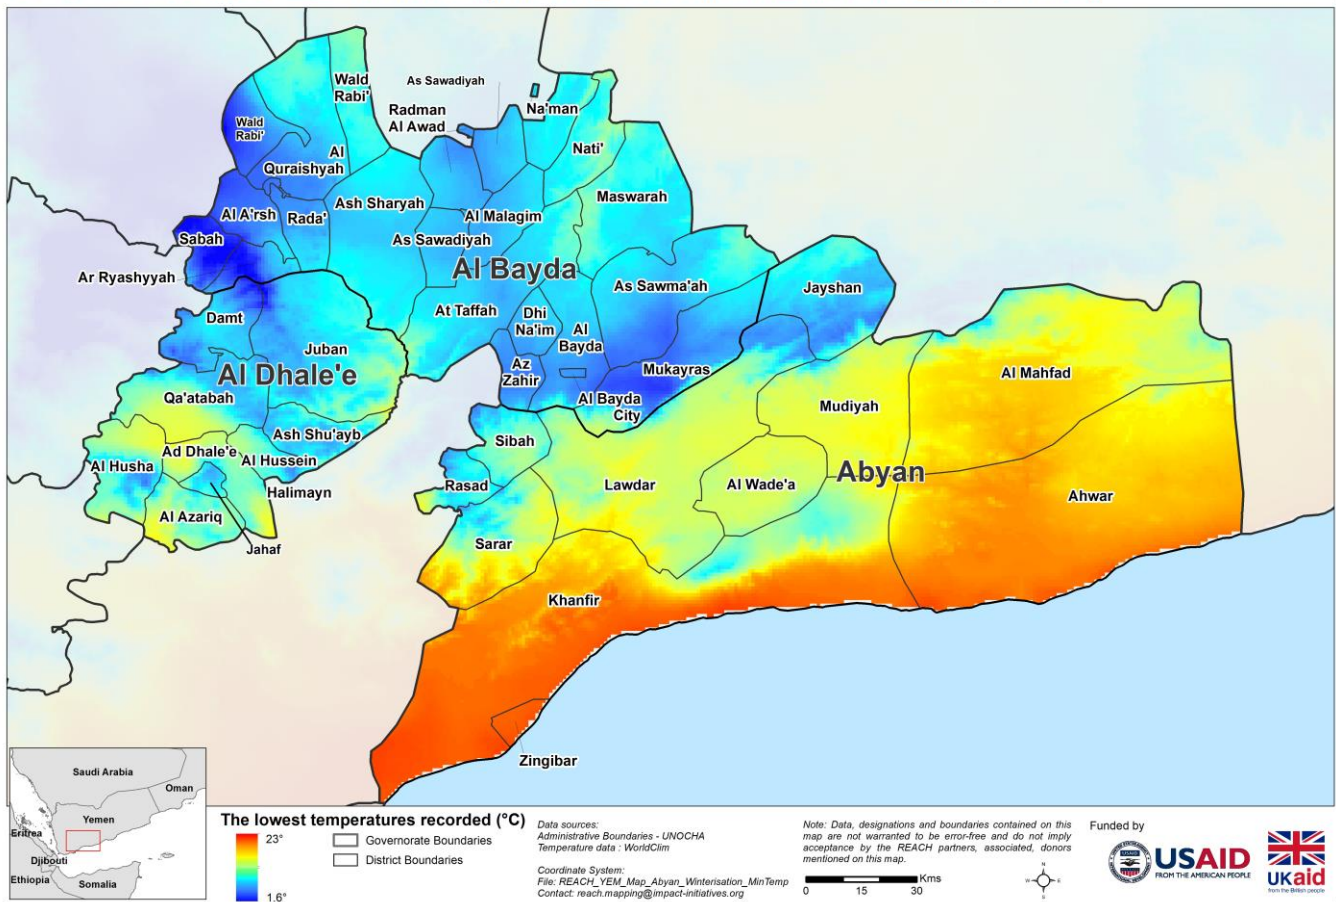 As Sawadiyah
Wald
Rabi'
Radman
Al Awad
Na'man
Wald
Rabi'
Al
Quraishyah
Nati'
Maswarah
Ash Sharyah
Al A'rsh
Rada'
Al Malagim
Sabah
As Sawadiyah
Al Bayda
Ar Ryashyyah
As Sawma'ah
Jayshan
Damt
At Taffah
Dhi
Na'im
Al
Bayda
Juban
Al Dhale'e
Az
Zahir
Mukayras
Al Mahfad
Qa'atabah
Al Bayda
City
Mudiyah
Ash Shu'ayb
Sibah
Ad Dhale'e
Al Hussein
Al Husha
Abyan
Rasad
Lawdar
Al Wade'a
Halimayn
Ahwar
Al Azariq
Jahaf
Sarar
Khanfir
Zingibar
Saudi Arabia
Oman
Yemen
Eritrea
Djibouti
Ethiopia
Somalia
The lowest temperatures recorded (°C)
23°
1.6°
Governorate Boundaries
District Boundaries
Data sources:
Administrative Boundaries - UNOCHA
Temperature data : WorldClim
Coordinate System:
File: REACH_YEM_Map_Abyan_Winterisation_MinTemp
Contact: reach.mapping@impact-initiatives.org
Note: Data, designations and boundaries contained on this
map are not warranted to be error-free and do not imply
acceptance by the REACH partners, associated, donors
mentioned on this map.
Kms
0 15 30
N
W E
S
Funded by
USAID
FROM THE AMERICAN PEOPLE
UKaid
from the British people